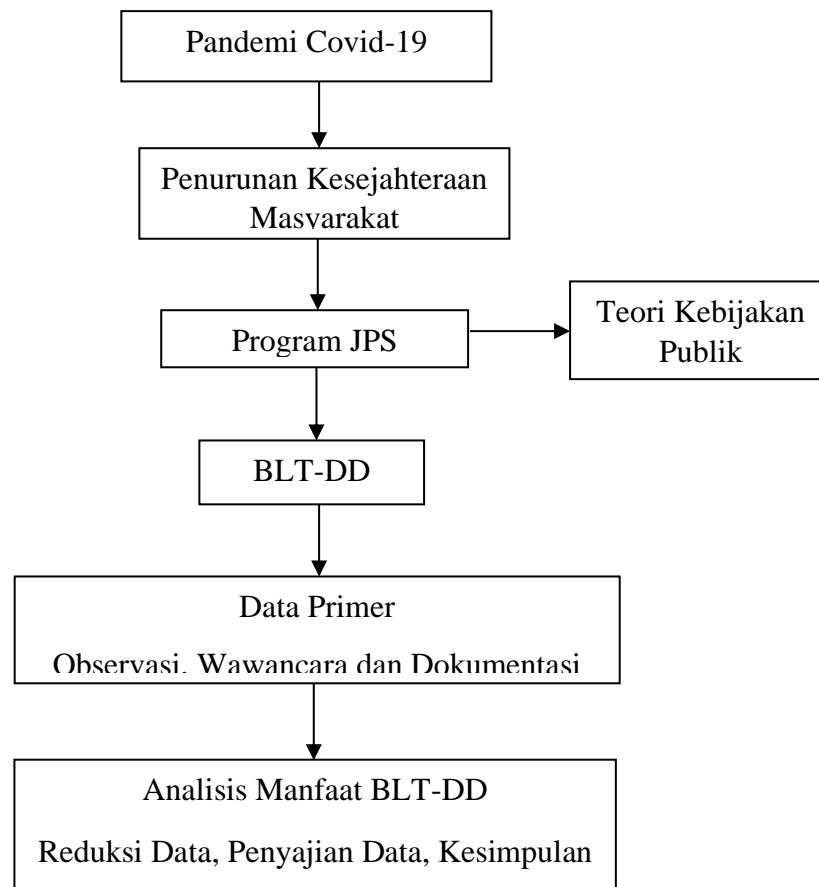 Pandemi Covid-19
Penurunan Kesejahteraan
Masyarakat
Program JPS
Teori Kebijakan
Publik
BLT-DD
Data Primer
Observasi, Wawancara dan Dokumentasi
Analisis Manfaat BLT-DD
Reduksi Data, Penyajian Data, Kesimpulan